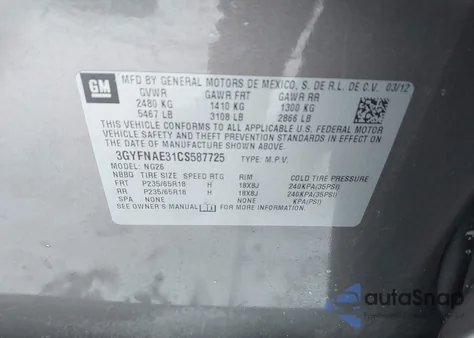 GM
MFD BY GENERAL MOTORS DE MEXICO, S. DE R.L. DE C.V. 03/12
GVWR GAWR FRT GAWR RR
2480 KG 1410 KG 1300 KG
5467 LB 3108 LB 2866 LB
THIS VEHICLE CONFORMS TO ALL APPLICABLE U.S. FEDERAL
MOTOR VEHICLE SAFETY, BUMPER, AND THEFT
PREVENTION STANDARDS IN EFFECT ON THE
DATE OF MANUFACTURE SHOWN ABOVE.
3GYFNAE31CS587725 TYPE: M.P.V.
MODEL: NG26
NBBQ TIRE SIZE SPEED RTG RIM COLD TIRE PRESSURE
FRT P235/65R18 H 18X8J 240KPA(35PSI)
RR P235/65R18 H 18X8J 240KPA(35PSI)
SPA NONE NONE KPA(PSI)
SEE OWNER'S MANUAL FOR MORE INFORMATION.
autoSnap